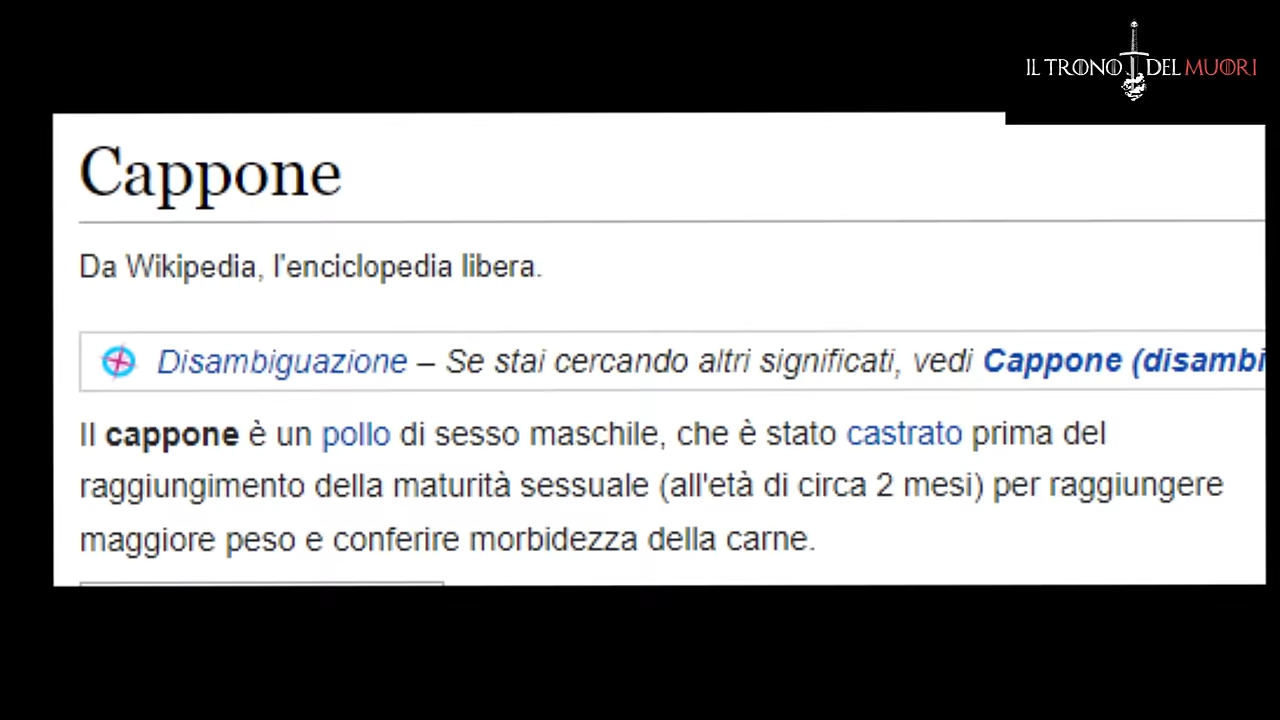 IL TRONO DEL MUORI
Cappone
Da Wikipedia, l'enciclopedia libera.
Disambiguazione – Se stai cercando altri significati, vedi Cappone (disambi
Il cappone è un pollo di sesso maschile, che è stato castrato prima del
raggiungimento della maturità sessuale (all'età di circa 2 mesi) per raggiungere
maggiore peso e conferire morbidezza della carne.